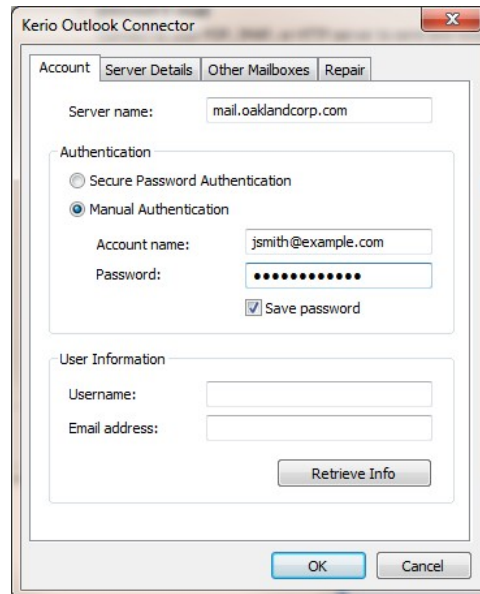 Kerio Outlook Connector
Account Server Details Other Mailboxes Repair
Server name: mail.oaklandcorp.com
Authentication
Secure Password Authentication
Manual Authentication
Account name: jsmith@example.com
Password: ●●●●●●●●●●●●
Save password
User Information
Username:
Email address:
Retrieve Info
OK Cancel